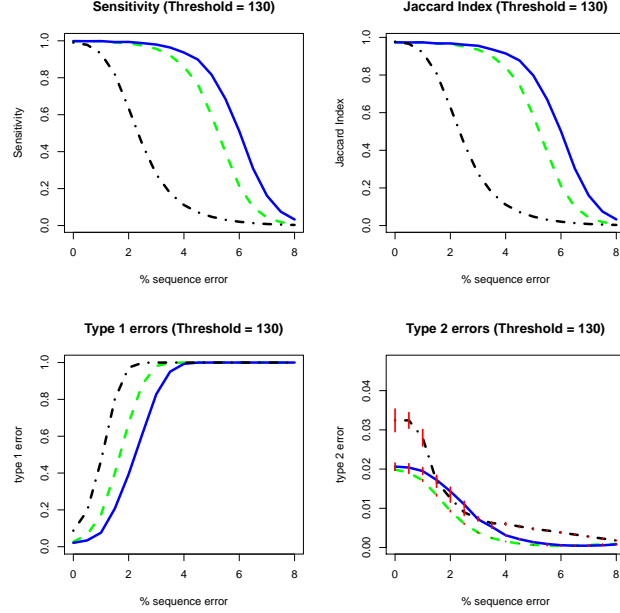 Sensitivity (Threshold = 130)
Sensitivity
1.0
0.8
0.6
0.4
0.2
0.0
0 2 4 6 8
% sequence error
Jaccard Index (Threshold = 130)
Jaccard Index
1.0
0.8
0.6
0.4
0.2
0.0
0 2 4 6 8
% sequence error
Type 1 errors (Threshold = 130)
type 1 error
1.0
0.8
0.6
0.4
0.2
0.0
0 2 4 6 8
% sequence error
Type 2 errors (Threshold = 130)
type 2 error
0.04
0.03
0.02
0.01
0.00
0 2 4 6 8
% sequence error